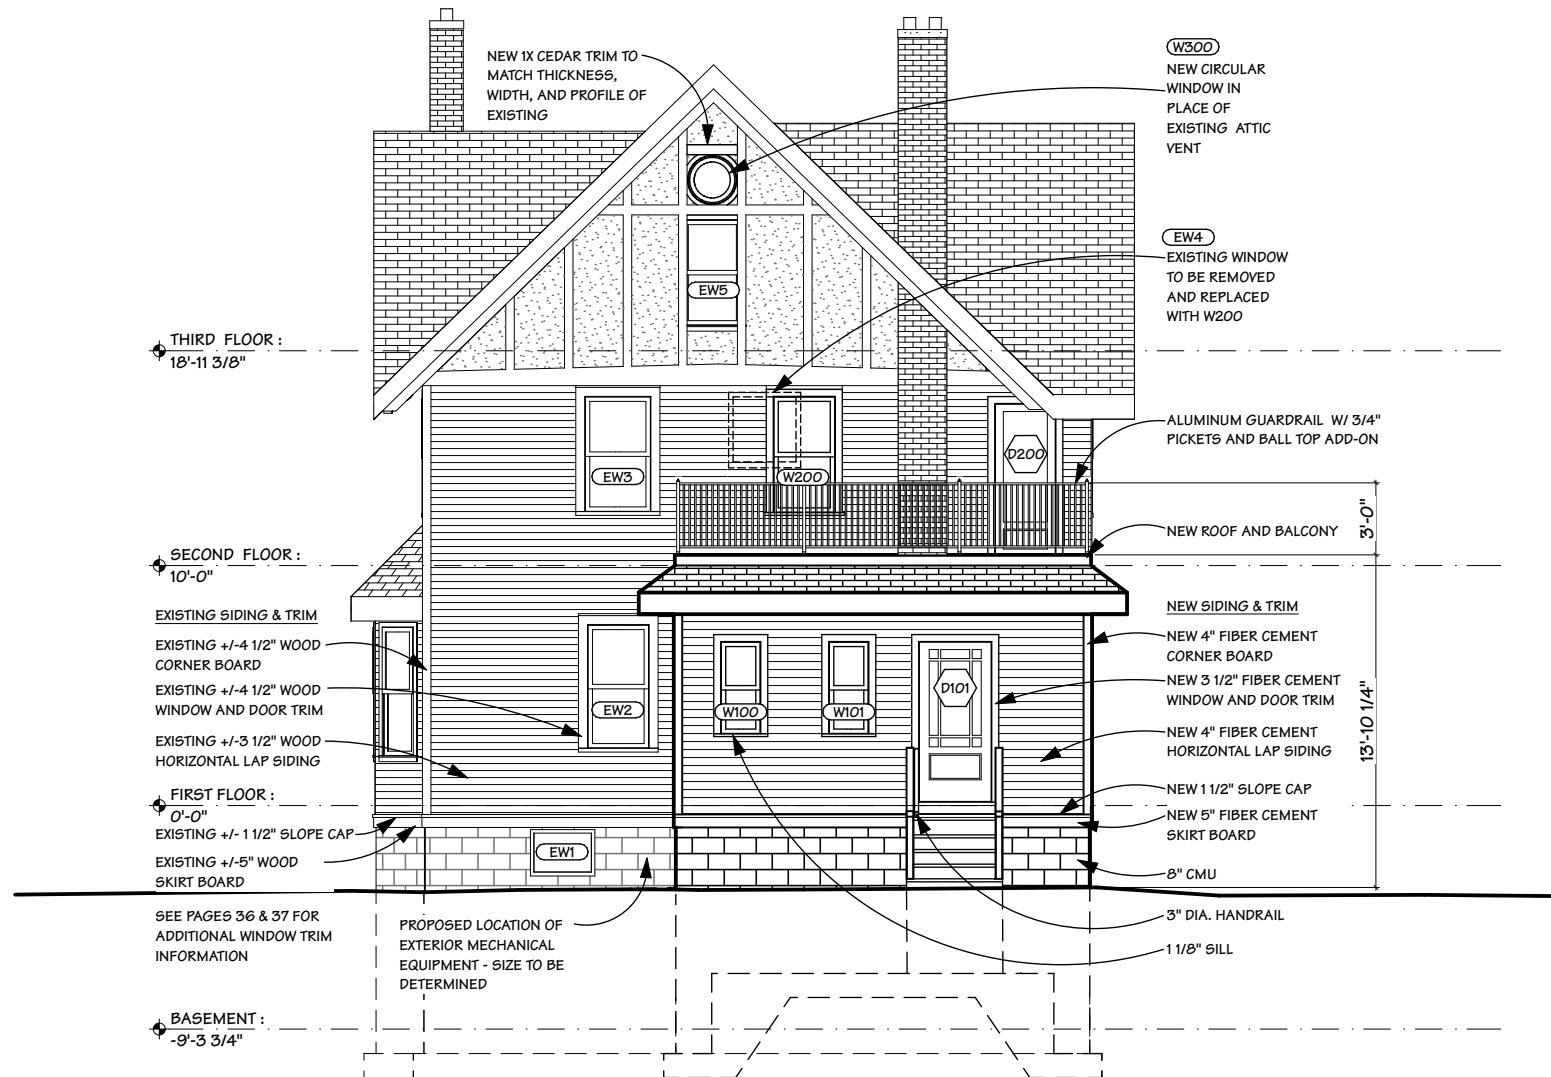 NEW 1X CEDAR TRIM TO
MATCH THICKNESS,
WIDTH, AND PROFILE OF
EXISTING
W300
NEW CIRCULAR
WINDOW IN
PLACE OF
EXISTING ATTIC
VENT
EW4
EXISTING WINDOW
TO BE REMOVED
AND REPLACED
WITH W200
EW5
THIRD FLOOR :
18'-11 3/8"
ALUMINUM GUARDRAIL W/ 3/4"
PICKETS AND BALL TOP ADD-ON
D200
EW3
W200
3'-0"
NEW ROOF AND BALCONY
SECOND FLOOR :
10'-0"
EXISTING SIDING & TRIM
EXISTING +/-4 1/2" WOOD
CORNER BOARD
EXISTING +/-4 1/2" WOOD
WINDOW AND DOOR TRIM
EXISTING +/-3 1/2" WOOD
HORIZONTAL LAP SIDING
NEW SIDING & TRIM
NEW 4" FIBER CEMENT
CORNER BOARD
NEW 3 1/2" FIBER CEMENT
WINDOW AND DOOR TRIM
NEW 4" FIBER CEMENT
HORIZONTAL LAP SIDING
13'-10 1/4"
D101
EW2
W100
W101
FIRST FLOOR :
0'-0"
NEW 1 1/2" SLOPE CAP
NEW 5" FIBER CEMENT
SKIRT BOARD
8" CMU
EXISTING +/- 1 1/2" SLOPE CAP
EXISTING +/-5" WOOD
SKIRT BOARD
EW1
SEE PAGES 36 & 37 FOR
ADDITIONAL WINDOW TRIM
INFORMATION
PROPOSED LOCATION OF
EXTERIOR MECHANICAL
EQUIPMENT - SIZE TO BE
DETERMINED
3" DIA. HANDRAIL
1 1/8" SILL
BASEMENT :
-9'-3 3/4"